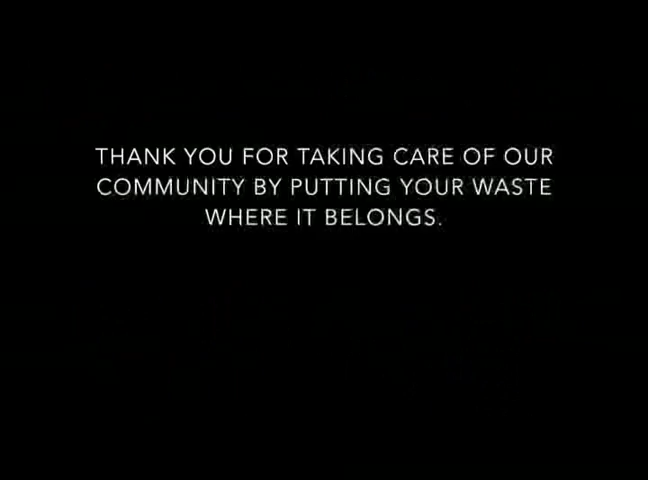 THANK YOU FOR TAKING CARE OF OUR
COMMUNITY BY PUTTING YOUR WASTE
WHERE IT BELONGS.